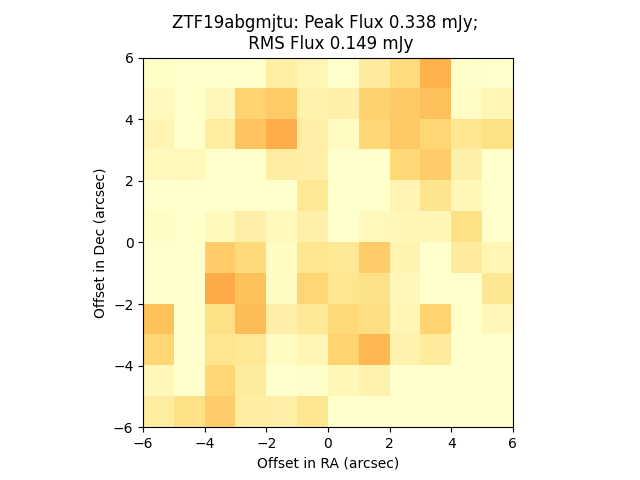 ZTF19abgmjtu: Peak Flux 0.338 mJy;
RMS Flux 0.149 mJy
6
4
2
0
−2
−4
−6
Offset in Dec (arcsec)
−6 −4 −2 0 2 4 6
Offset in RA (arcsec)